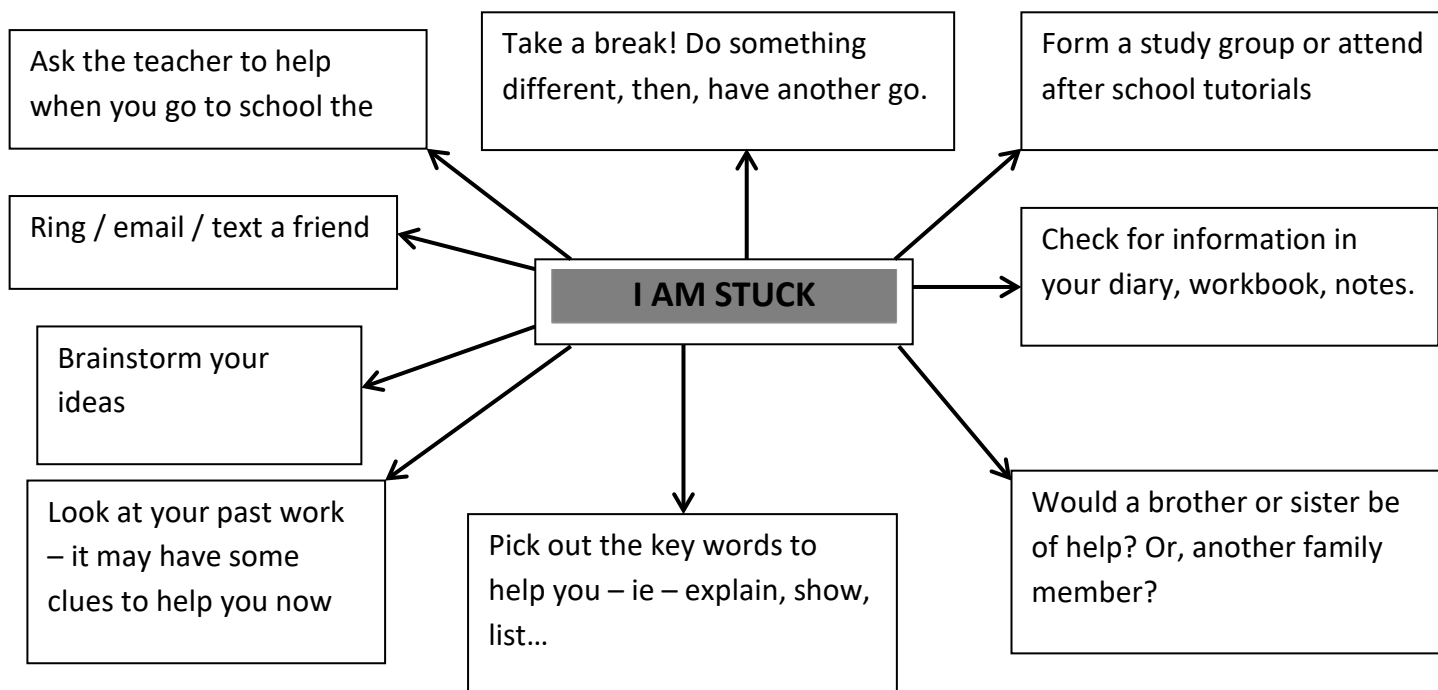 Ask the teacher to help
when you go to school the
Take a break! Do something
different, then, have another go.
Form a study group or attend
after school tutorials
Ring / email / text a friend
Check for information in
your diary, workbook, notes.
I AM STUCK
Brainstorm your
ideas
Look at your past work
– it may have some
clues to help you now
Pick out the key words to
help you – ie – explain, show,
list…
Would a brother or sister be
of help? Or, another family
member?